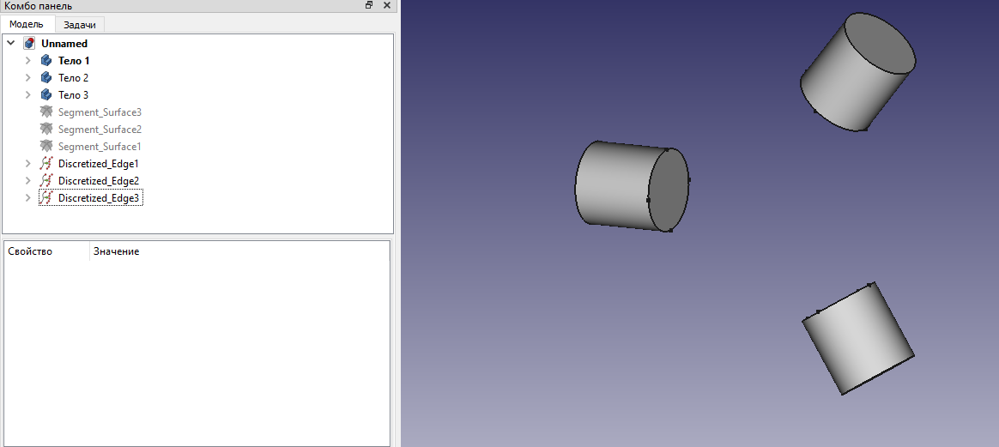 Комбо панель
Модель Задачи
Unnamed
Тело 1
Тело 2
Тело 3
Segment_Surface3
Segment_Surface2
Segment_Surface1
Discretized_Edge1
Discretized_Edge2
Discretized_Edge3
Свойство Значение